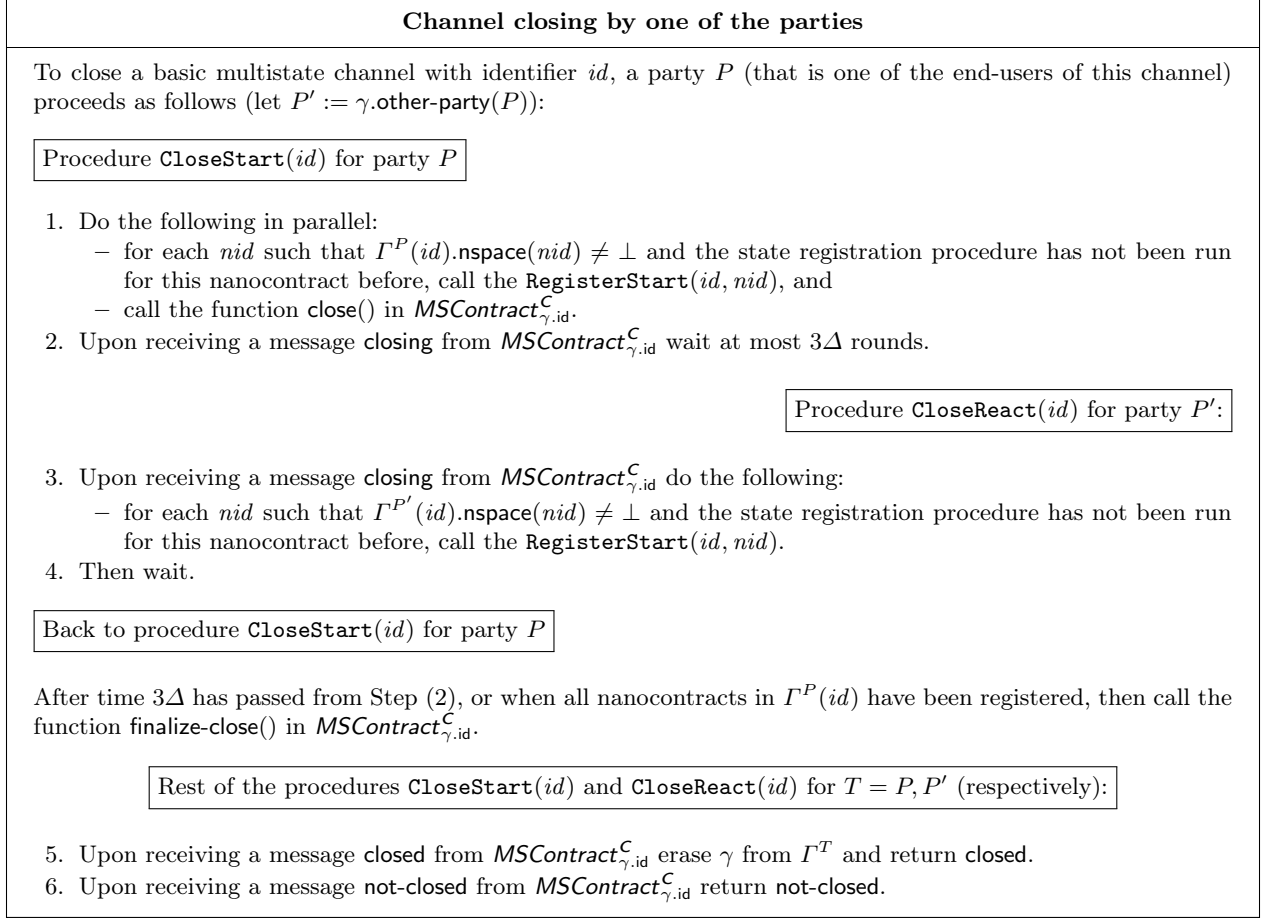 Channel closing by one of the parties
To close a basic multistate channel with identifier id, a party P (that is one of the end-users of this channel)
proceeds as follows (let P′ := γ.other-party(P)):
Procedure CloseStart(id) for party P
1. Do the following in parallel:
– for each nid such that Γ^P(id).nspace(nid) ≠ ⊥ and the state registration procedure has not been run
for this nanocontract before, call the RegisterStart(id, nid), and
– call the function close() in MSContract^C_γ.id.
2. Upon receiving a message closing from MSContract^C_γ.id wait at most 3Δ rounds.
Procedure CloseReact(id) for party P′:
3. Upon receiving a message closing from MSContract^C_γ.id do the following:
– for each nid such that Γ^P′(id).nspace(nid) ≠ ⊥ and the state registration procedure has not been run
for this nanocontract before, call the RegisterStart(id, nid).
4. Then wait.
Back to procedure CloseStart(id) for party P
After time 3Δ has passed from Step (2), or when all nanocontracts in Γ^P(id) have been registered, then call the
function finalize-close() in MSContract^C_γ.id.
Rest of the procedures CloseStart(id) and CloseReact(id) for T = P, P′ (respectively):
5. Upon receiving a message closed from MSContract^C_γ.id erase γ from Γ^T and return closed.
6. Upon receiving a message not-closed from MSContract^C_γ.id return not-closed.